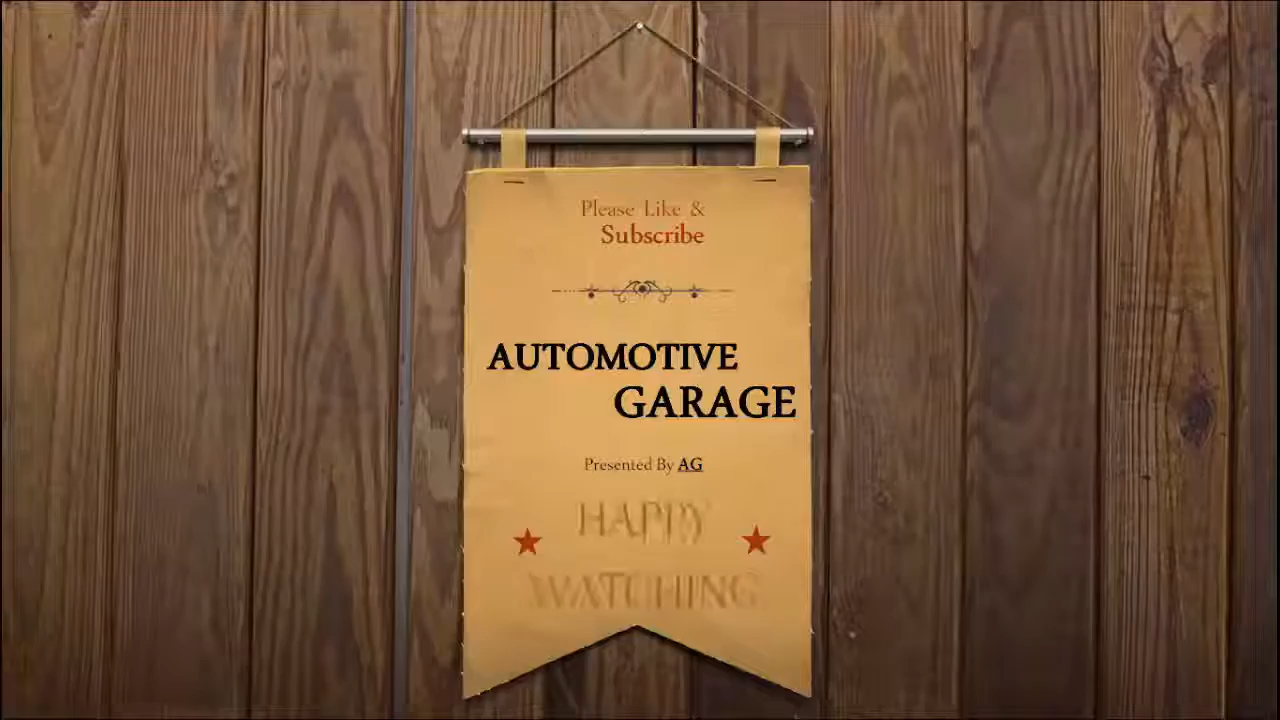 Please Like &
Subscribe
AUTOMOTIVE
GARAGE
Presented By AG
HAPPY
WATCHING